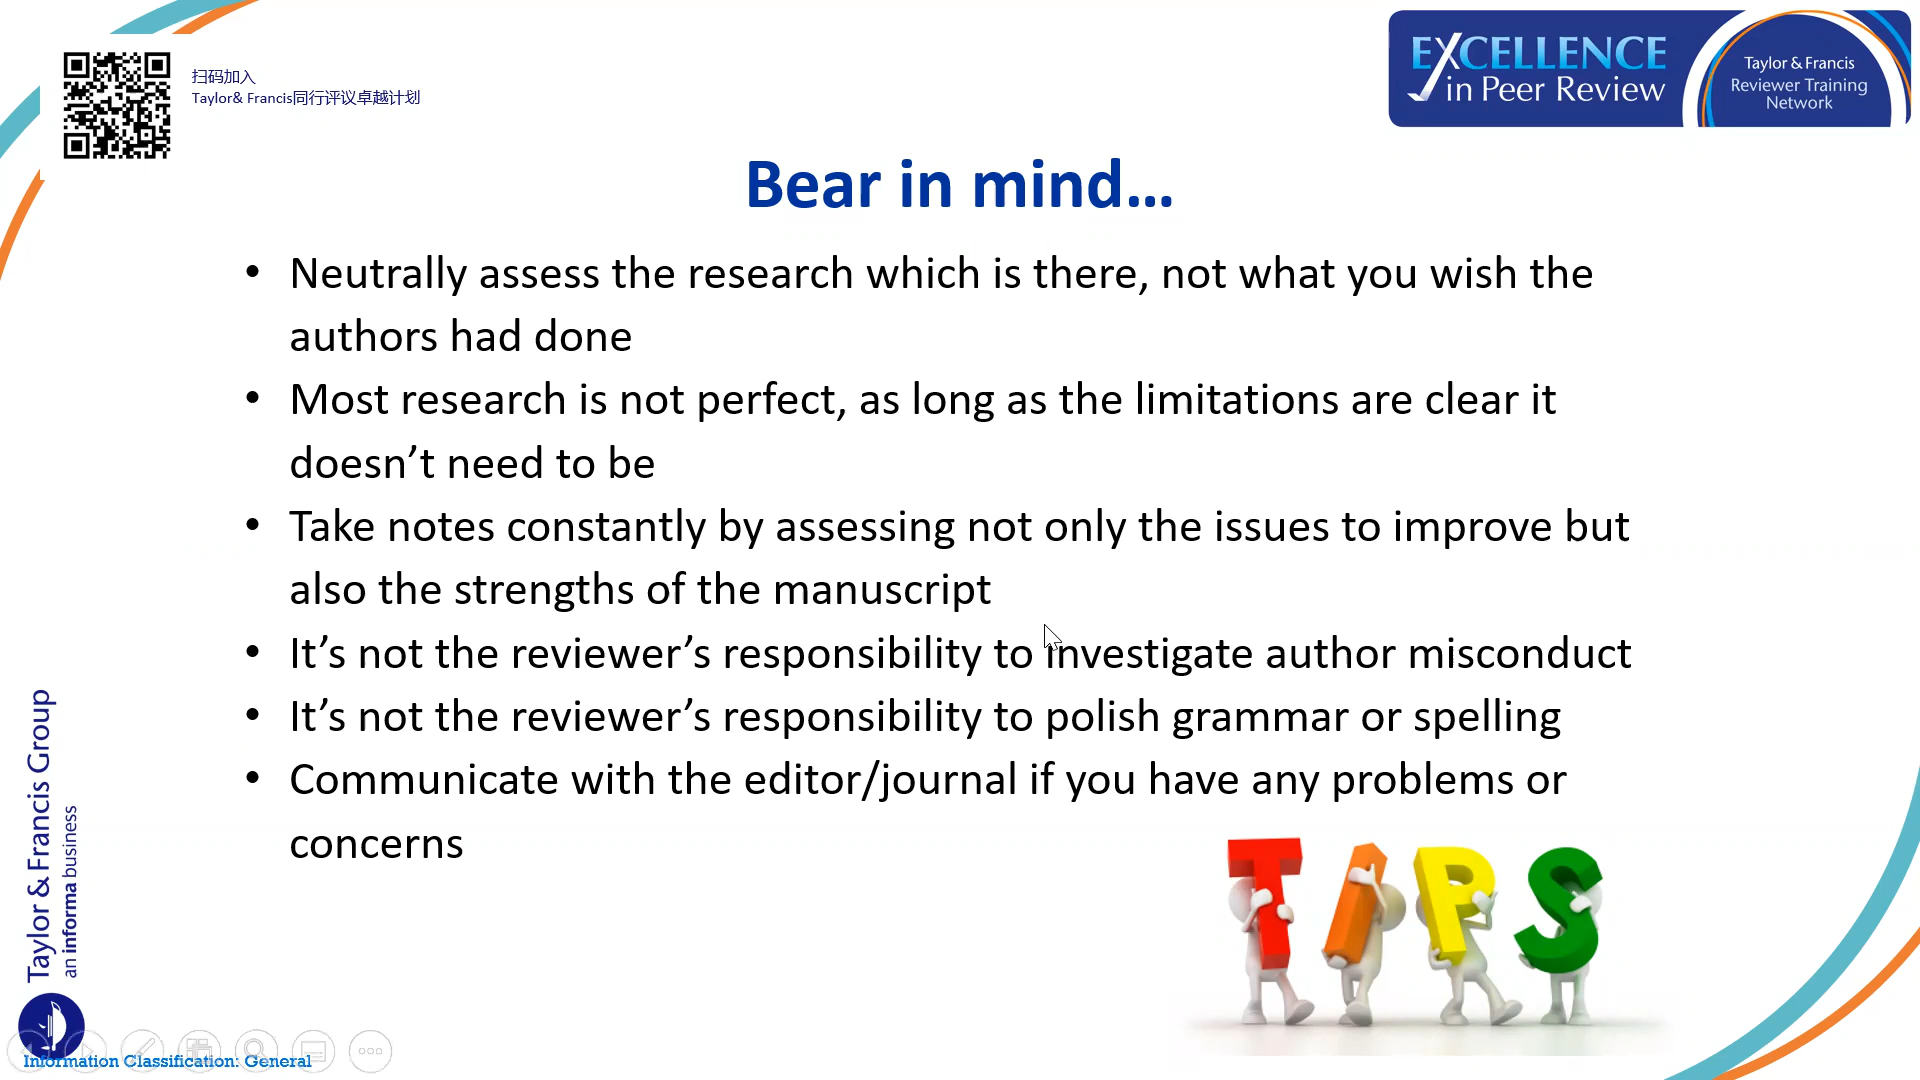 扫码加入
Taylor& Francis同行评议卓越计划
EXCELLENCE
in Peer Review
Taylor & Francis
Reviewer Training
Network
Bear in mind...
• Neutrally assess the research which is there, not what you wish the
authors had done
• Most research is not perfect, as long as the limitations are clear it
doesn’t need to be
• Take notes constantly by assessing not only the issues to improve but
also the strengths of the manuscript
• It’s not the reviewer’s responsibility to investigate author misconduct
• It’s not the reviewer’s responsibility to polish grammar or spelling
• Communicate with the editor/journal if you have any problems or
concerns
TIPS
Taylor & Francis Group
an informa business
Information Classification: General